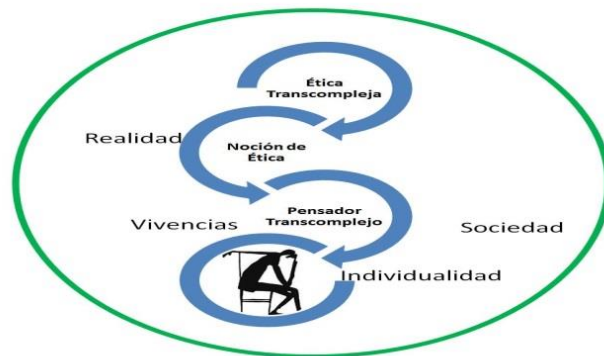 Ética
Transcompleja
Realidad
Noción de
Ética
Pensador
Transcomplejo
Vivencias
Sociedad
Individualidad